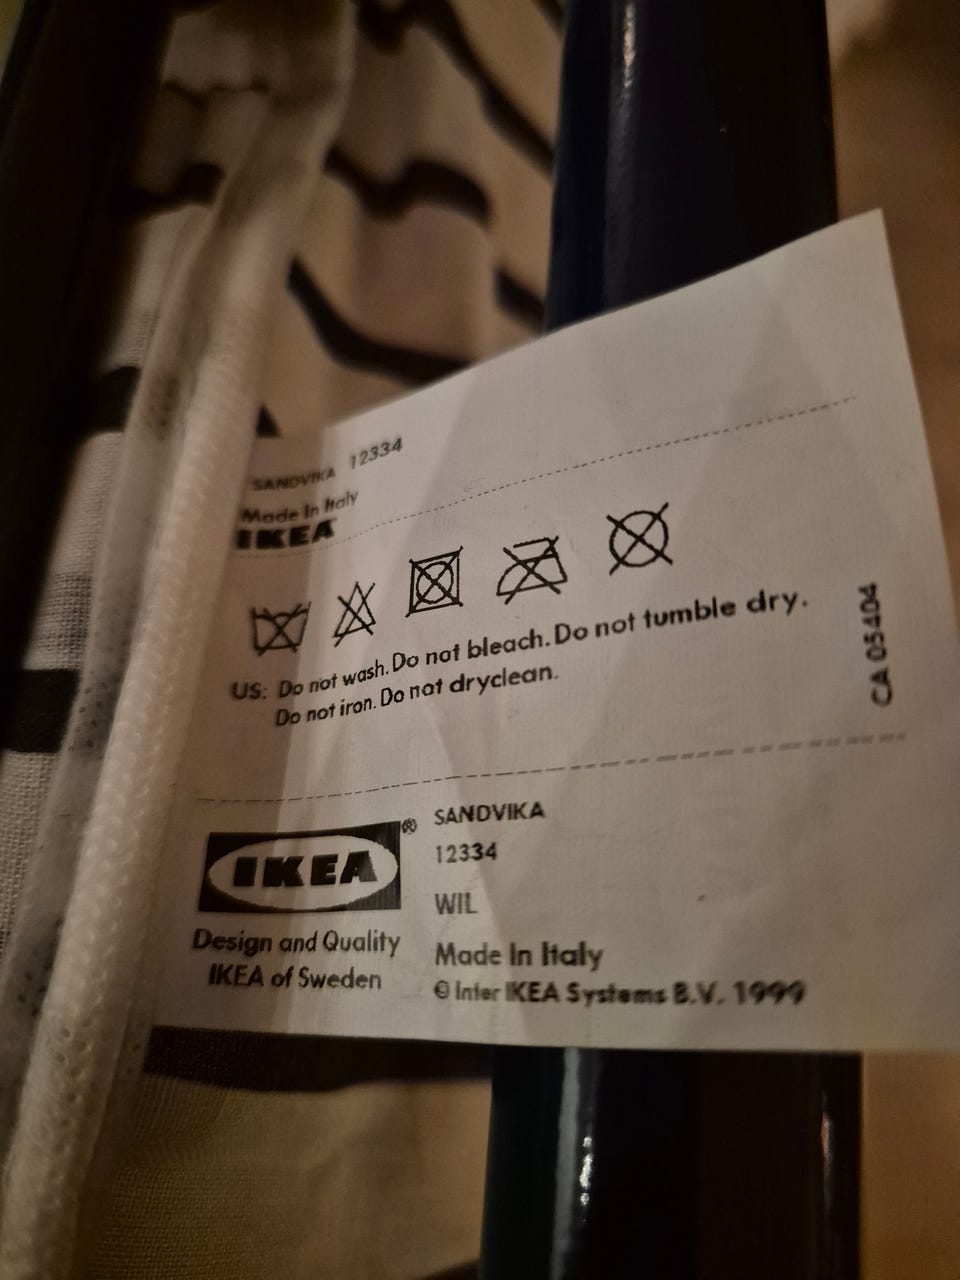 SANDVIKA 12334
Made In Italy
IKEA
US: Do not wash. Do not bleach. Do not tumble dry.
Do not iron. Do not dryclean.
CA 05404
IKEA®
Design and Quality
IKEA of Sweden
SANDVIKA
12334
WIL
Made In Italy
© Inter IKEA Systems B.V. 1999